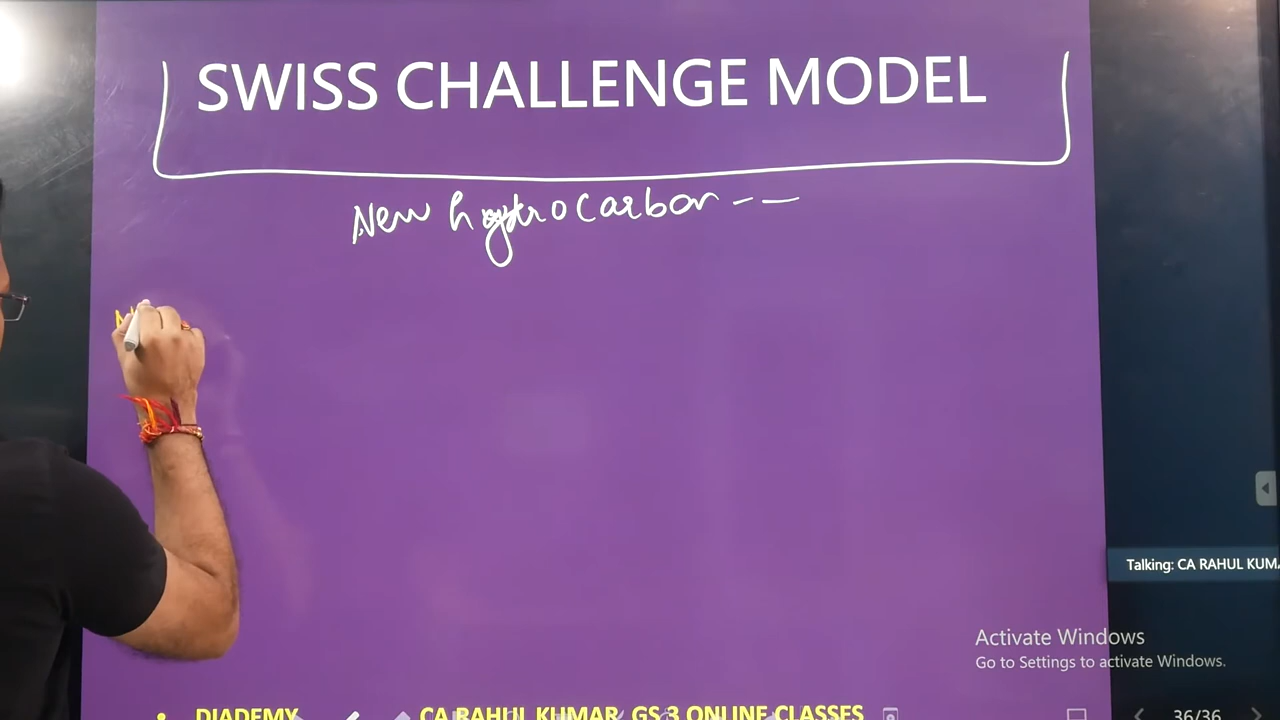 SWISS CHALLENGE MODEL
New hydrocarbon --
Talking: CA RAHUL KUM
Activate Windows
Go to Settings to activate Windows.
• DIADEMY CA RAHUL KUMAR GS 3 ONLINE CLASSES
36/36